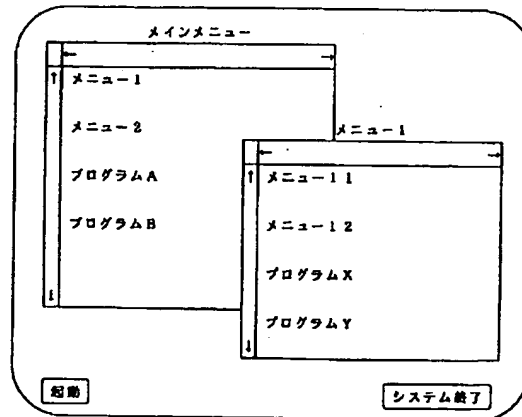 メインメニュー
← →
↑ メニュー1
メニュー2
プログラムA
プログラムB
↓
メニュー1
← →
↑ メニュー11
メニュー12
プログラムX
プログラムY
↓
起動
システム終了